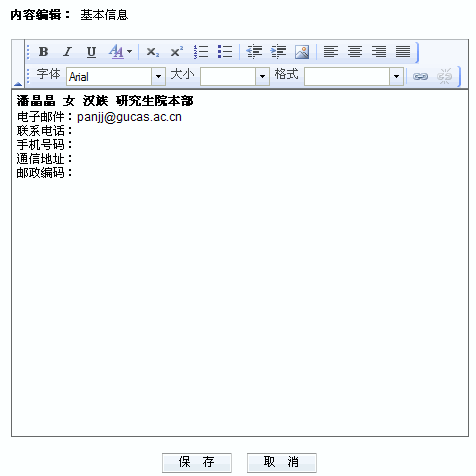 内容编辑： 基本信息
B I U A X₂ X²
字体 Arial 大小 格式
潘晶晶 女 汉族 研究生院本部
电子邮件：panjj@gucas.ac.cn
联系电话：
手机号码：
通信地址：
邮政编码：
保 存 取 消